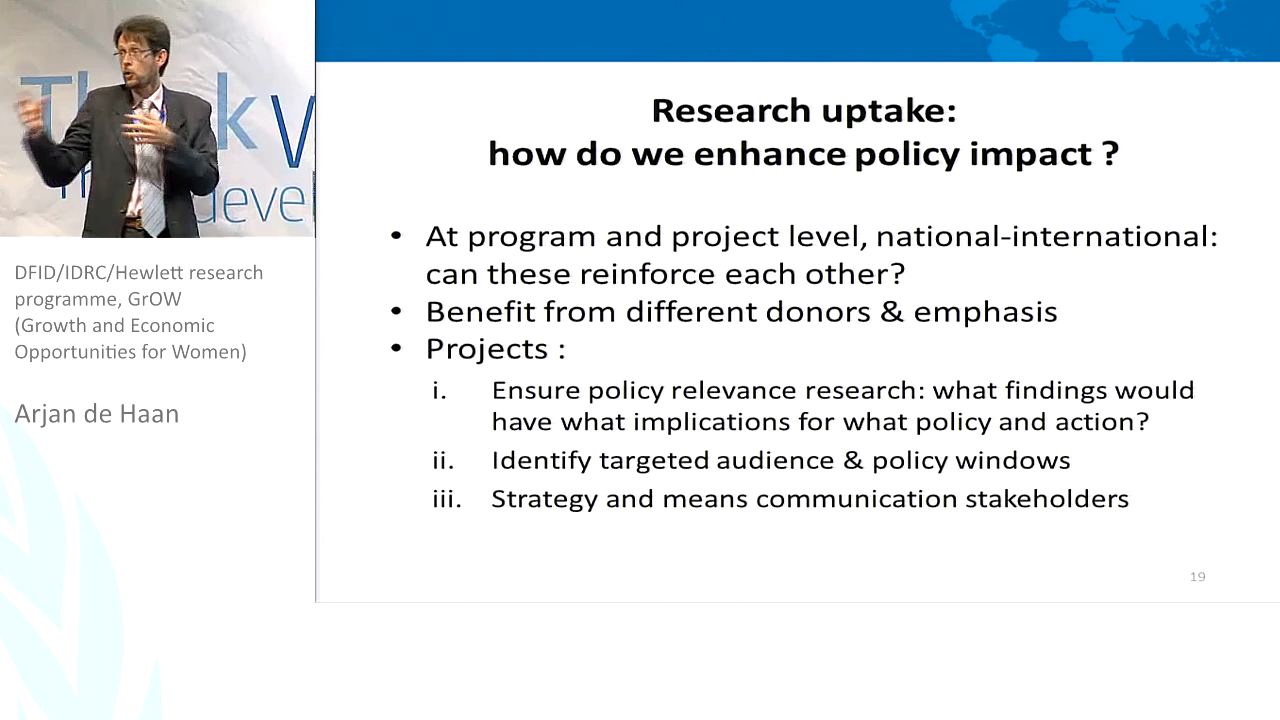 Think
devel
DFID/IDRC/Hewlett research
programme, GrOW
(Growth and Economic
Opportunities for Women)
Arjan de Haan
Research uptake:
how do we enhance policy impact ?
• At program and project level, national-international:
can these reinforce each other?
• Benefit from different donors & emphasis
• Projects :
i. Ensure policy relevance research: what findings would
have what implications for what policy and action?
ii. Identify targeted audience & policy windows
iii. Strategy and means communication stakeholders
19